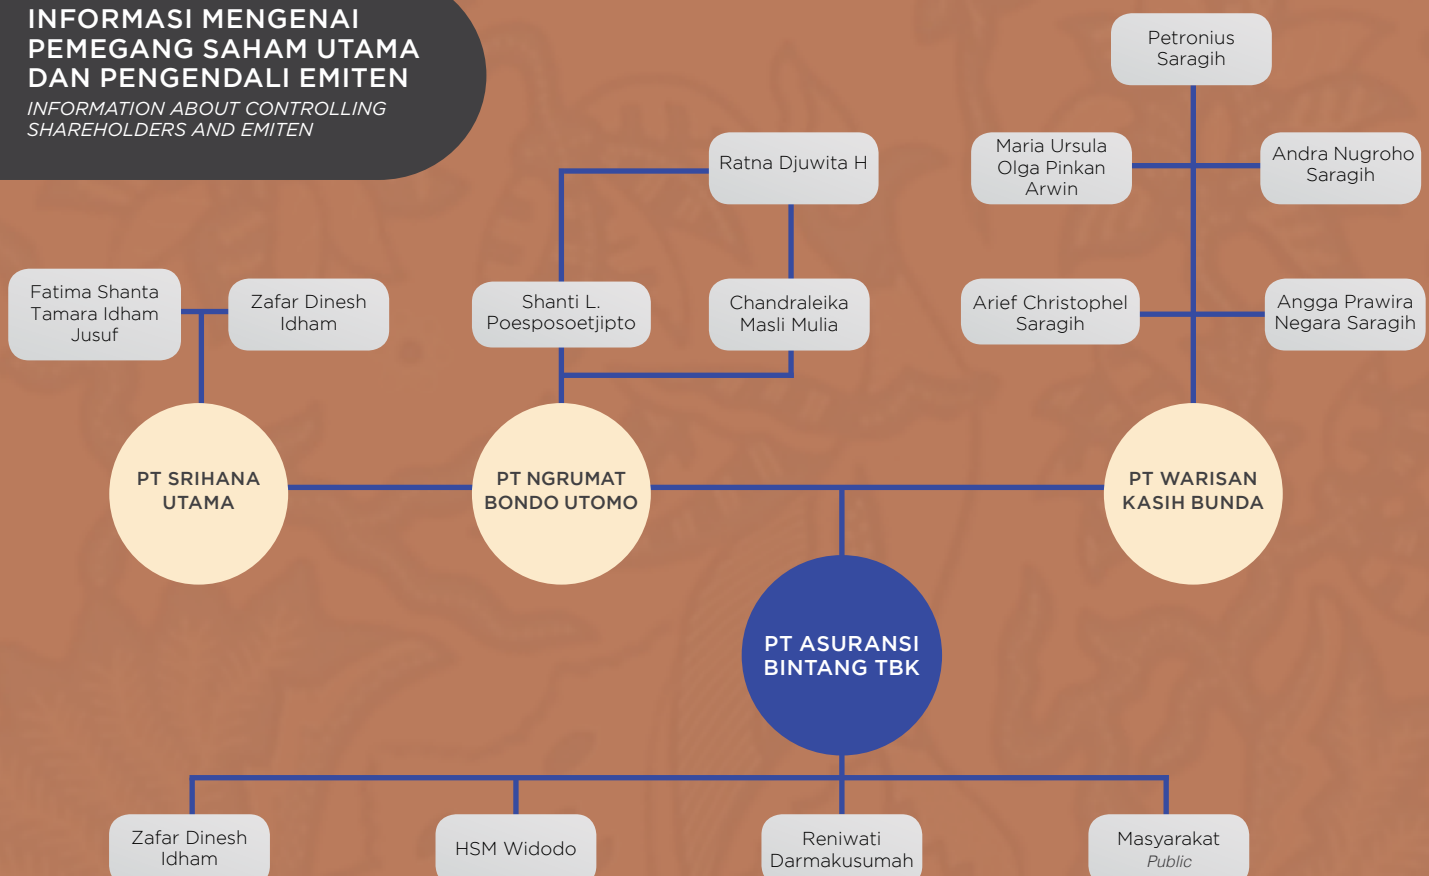 INFORMASI MENGENAI
PEMEGANG SAHAM UTAMA
DAN PENGENDALI EMITEN
INFORMATION ABOUT CONTROLLING
SHAREHOLDERS AND EMITEN
Petronius
Saragih
Ratna Djuwita H
Maria Ursula
Olga Pinkan
Arwin
Andra Nugroho
Saragih
Fatima Shanta
Tamara Idham
Jusuf
Zafar Dinesh
Idham
Shanti L.
Poesposoetjipto
Chandraleika
Masli Mulia
Arief Christophel
Saragih
Angga Prawira
Negara Saragih
PT SRIHANA
UTAMA
PT NGRUMAT
BONDO UTOMO
PT WARISAN
KASIH BUNDA
PT ASURANSI
BINTANG TBK
Zafar Dinesh
Idham
HSM Widodo
Reniwati
Darmakusumah
Masyarakat
Public